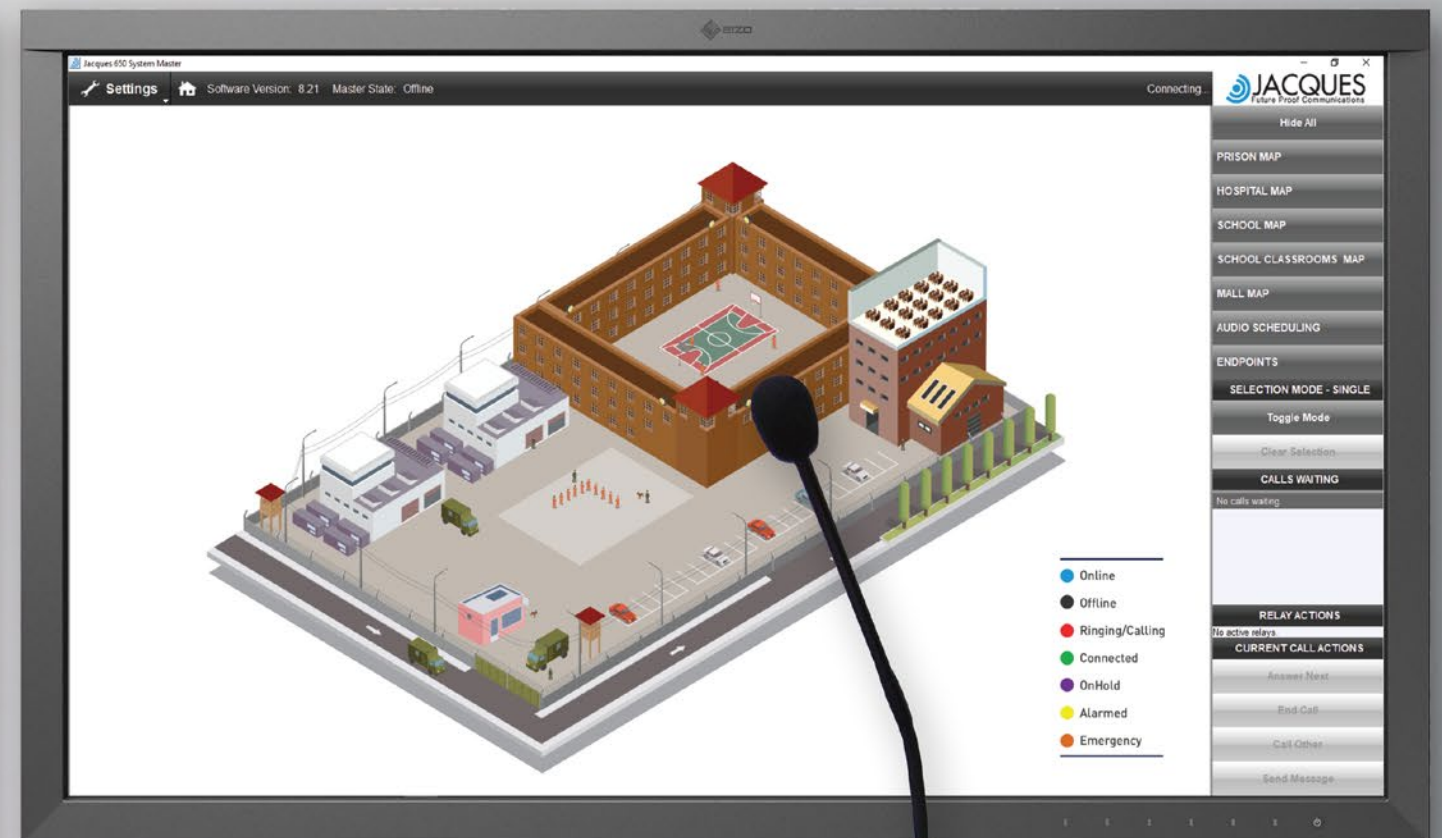 EIZO
Jacques 650 System Master
Settings
Software Version: 8.21 Master State: Offline
Connecting...
JACQUES
Future Proof Communications
Hide All
PRISON MAP
HOSPITAL MAP
SCHOOL MAP
SCHOOL CLASSROOMS MAP
MALL MAP
AUDIO SCHEDULING
ENDPOINTS
SELECTION MODE - SINGLE
Toggle Mode
Clear Selection
CALLS WAITING
No calls waiting.
RELAY ACTIONS
No active relays.
CURRENT CALL ACTIONS
Answer Next
End Call
Call Other
Send Message
Online
Offline
Ringing/Calling
Connected
OnHold
Alarmed
Emergency